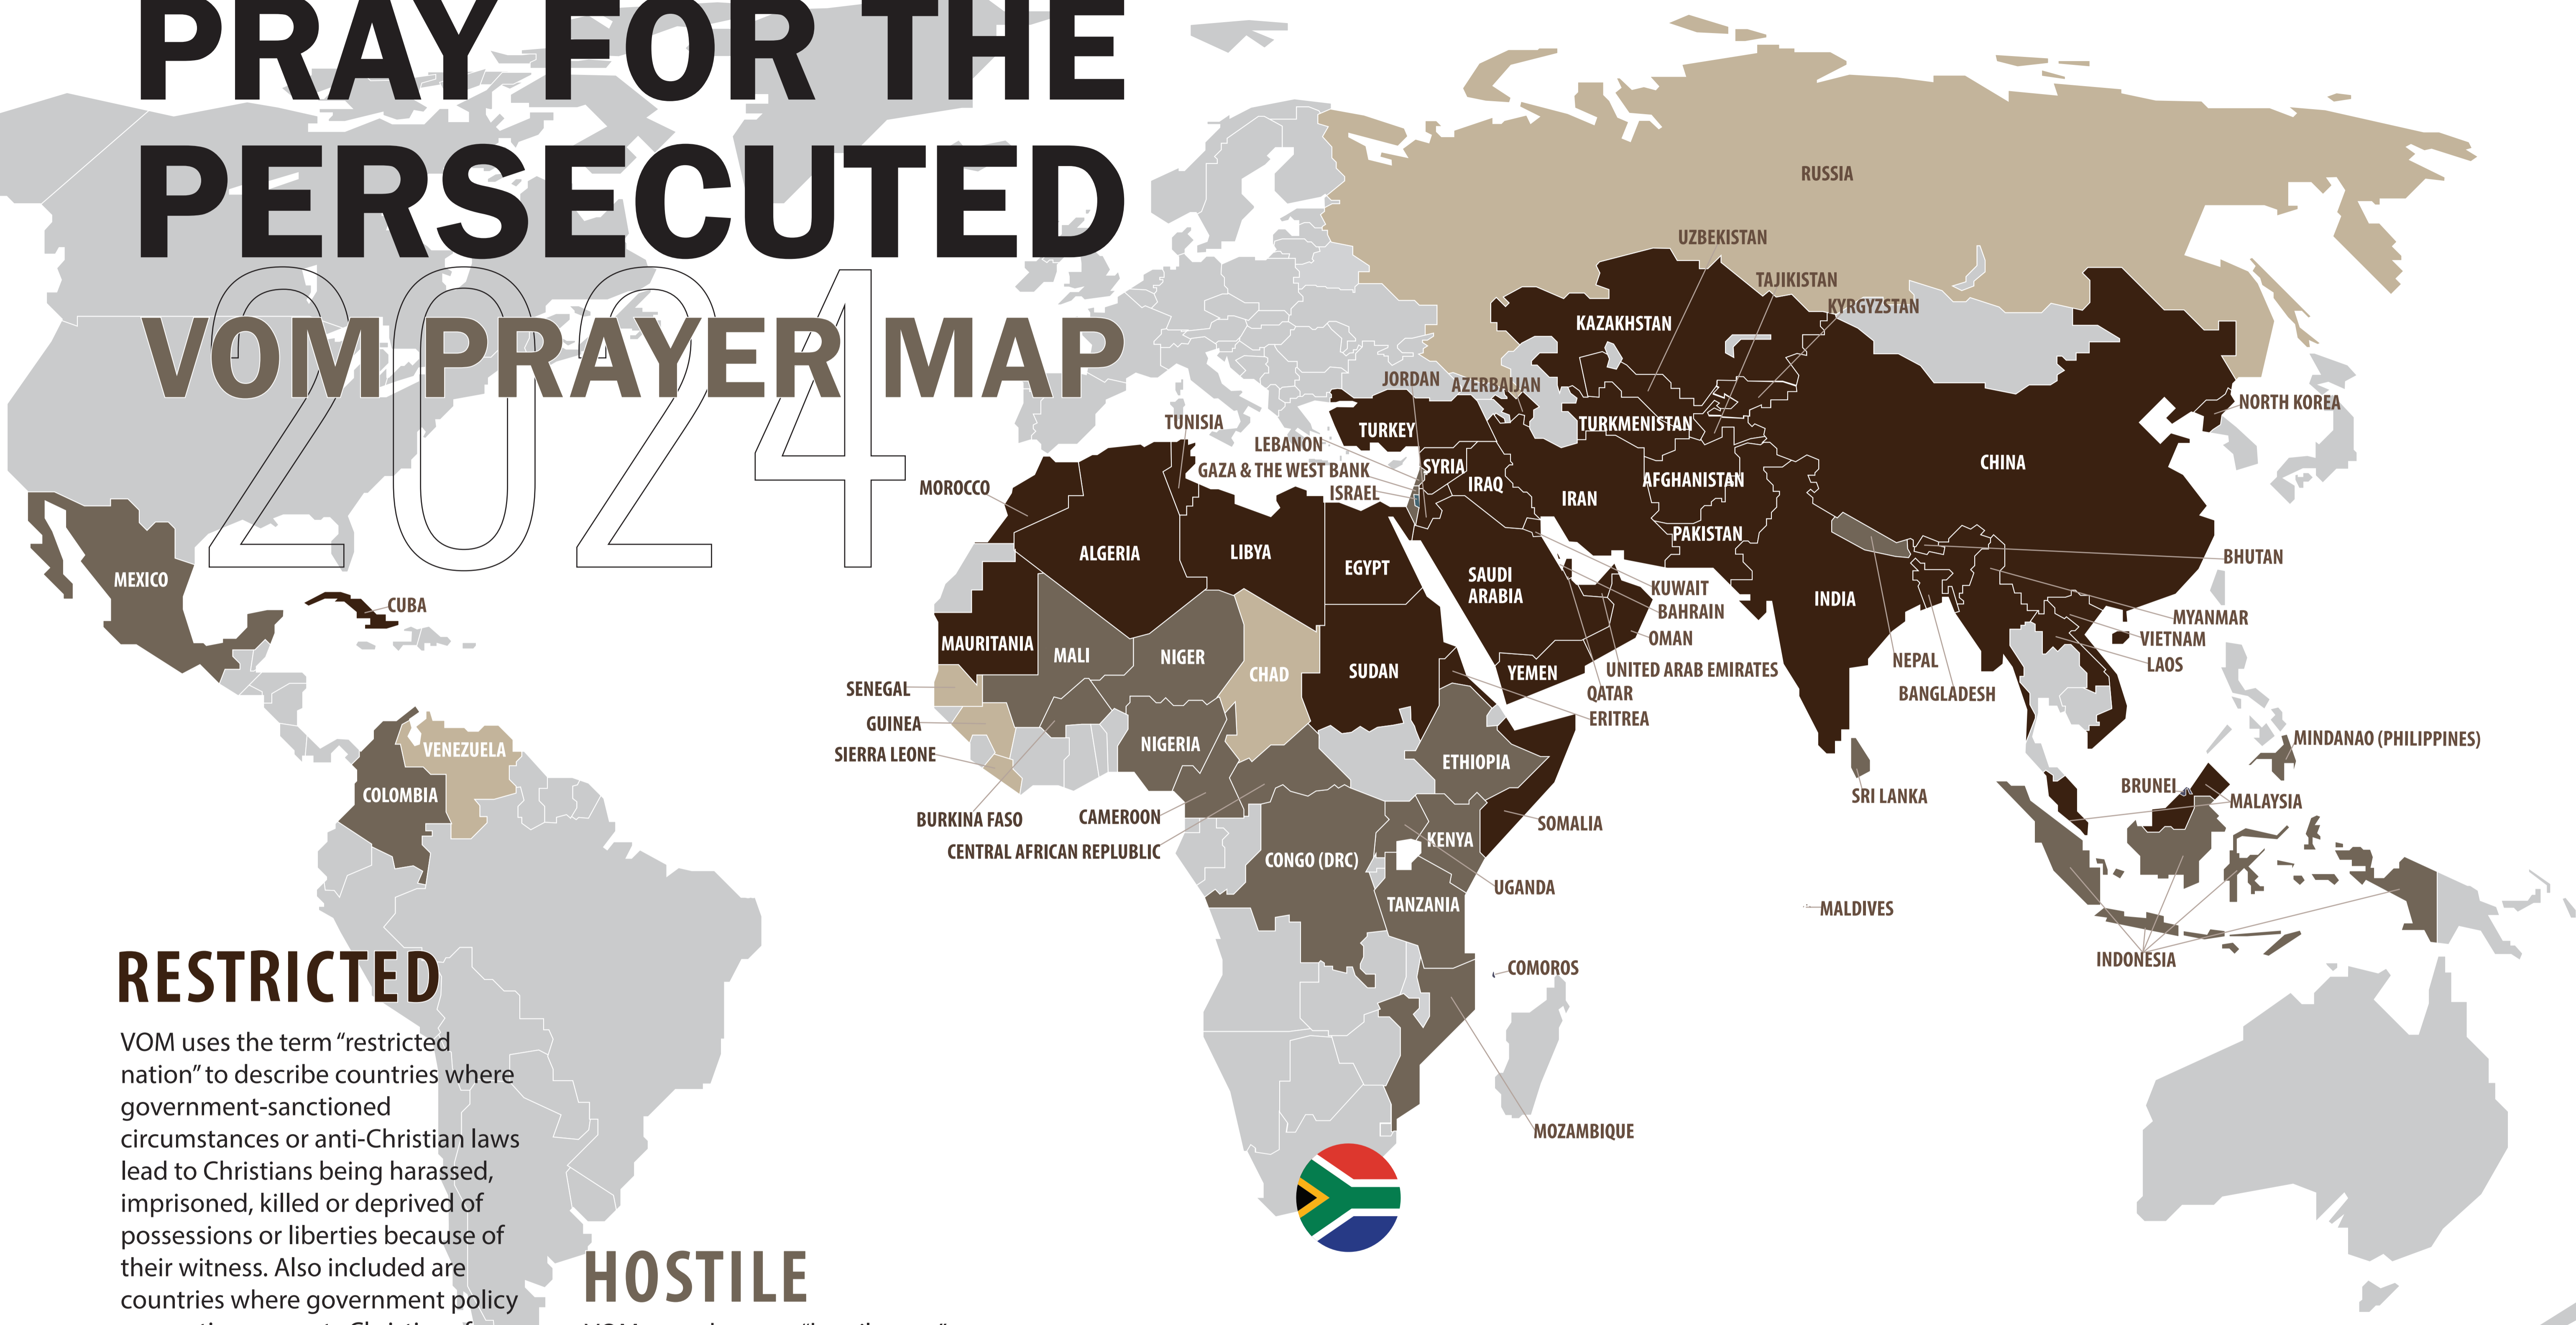 PRAY FOR THE
PERSECUTED
2024
VOM PRAYER MAP
RUSSIA
UZBEKISTAN
TAJIKISTAN
KYRGYZSTAN
KAZAKHSTAN
JORDAN
AZERBAIJAN
NORTH KOREA
TUNISIA
TURKEY
TURKMENISTAN
LEBANON
GAZA & THE WEST BANK
SYRIA
CHINA
ISRAEL
IRAQ
AFGHANISTAN
MOROCCO
IRAN
PAKISTAN
ALGERIA
LIBYA
EGYPT
BHUTAN
MEXICO
SAUDI
ARABIA
KUWAIT
INDIA
CUBA
BAHRAIN
MYANMAR
MAURITANIA
OMAN
VIETNAM
MALI
NIGER
CHAD
SUDAN
YEMEN
UNITED ARAB EMIRATES
NEPAL
LAOS
SENEGAL
QATAR
BANGLADESH
GUINEA
ERITREA
VENEZUELA
SIERRA LEONE
NIGERIA
ETHIOPIA
MINDANAO (PHILIPPINES)
COLOMBIA
BRUNEI
SRI LANKA
MALAYSIA
BURKINA FASO
CAMEROON
SOMALIA
KENYA
CENTRAL AFRICAN REPLUBLIC
CONGO (DRC)
UGANDA
TANZANIA
MALDIVES
INDONESIA
COMOROS
MOZAMBIQUE
RESTRICTED
VOM uses the term “restricted
nation” to describe countries where
government-sanctioned
circumstances or anti-Christian laws
lead to Christians being harassed,
imprisoned, killed or deprived of
possessions or liberties because of
their witness. Also included are
countries where government policy
HOSTILE